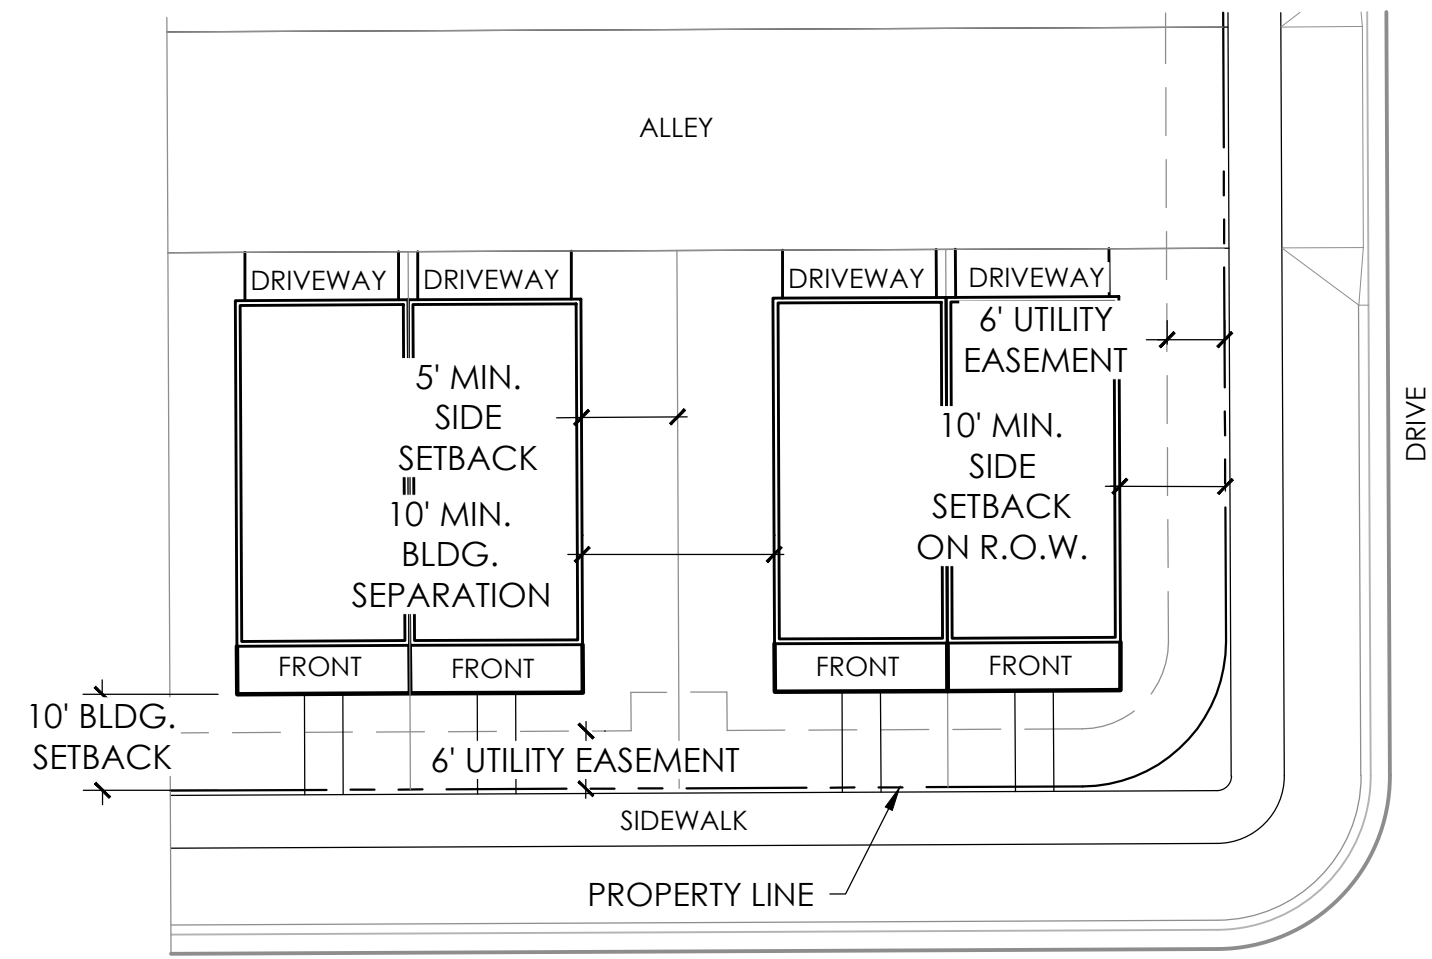 ALLEY
DRIVEWAY
DRIVEWAY
DRIVEWAY
DRIVEWAY
6' UTILITY
EASEMENT
5' MIN.
SIDE
SETBACK
10' MIN.
SIDE
SETBACK
ON R.O.W.
DRIVE
10' MIN.
BLDG.
SEPARATION
FRONT
FRONT
FRONT
FRONT
10' BLDG.
SETBACK
6' UTILITY EASEMENT
SIDEWALK
PROPERTY LINE